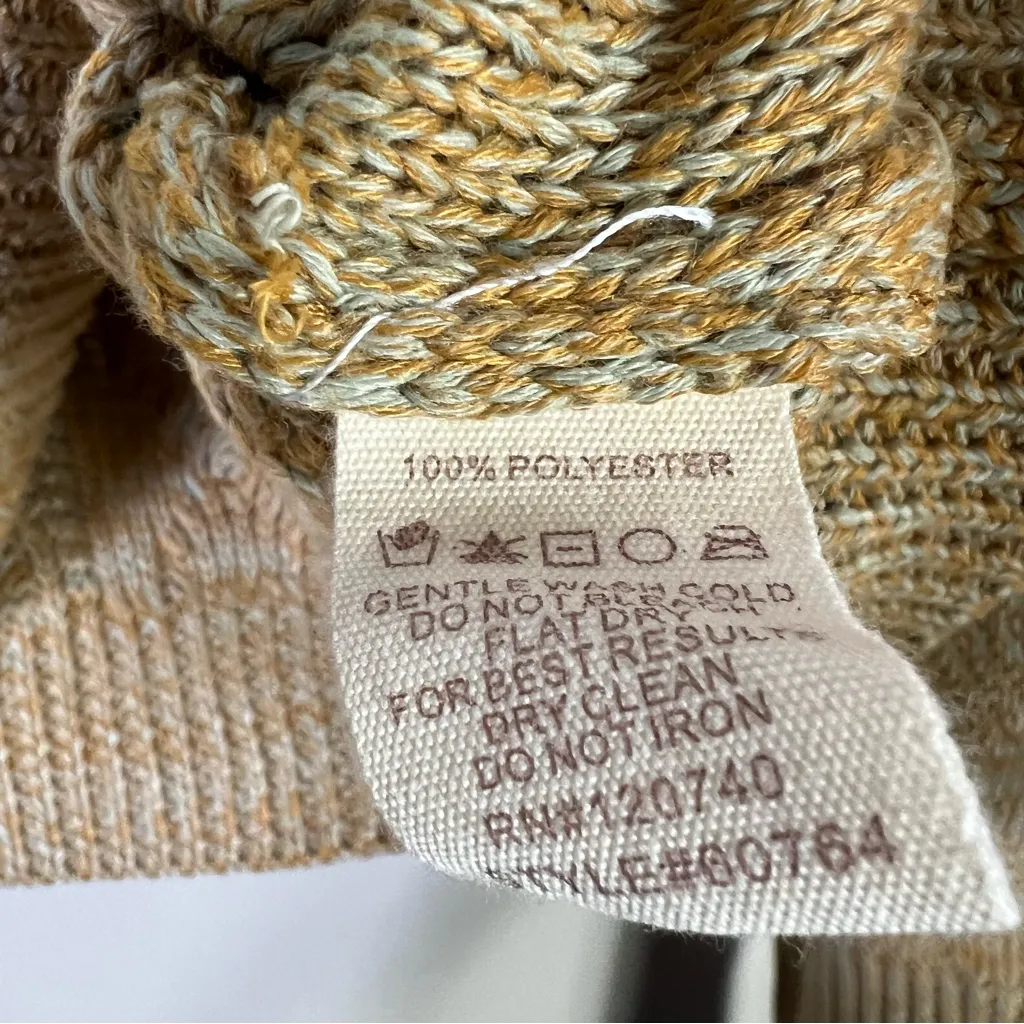 100% POLYESTER
GENTLE WASH COLD
DO NOT BLEACH
FLAT DRY
FOR BEST RESULTS
DRY CLEAN
DO NOT IRON
RN#120740
STYLE#60764